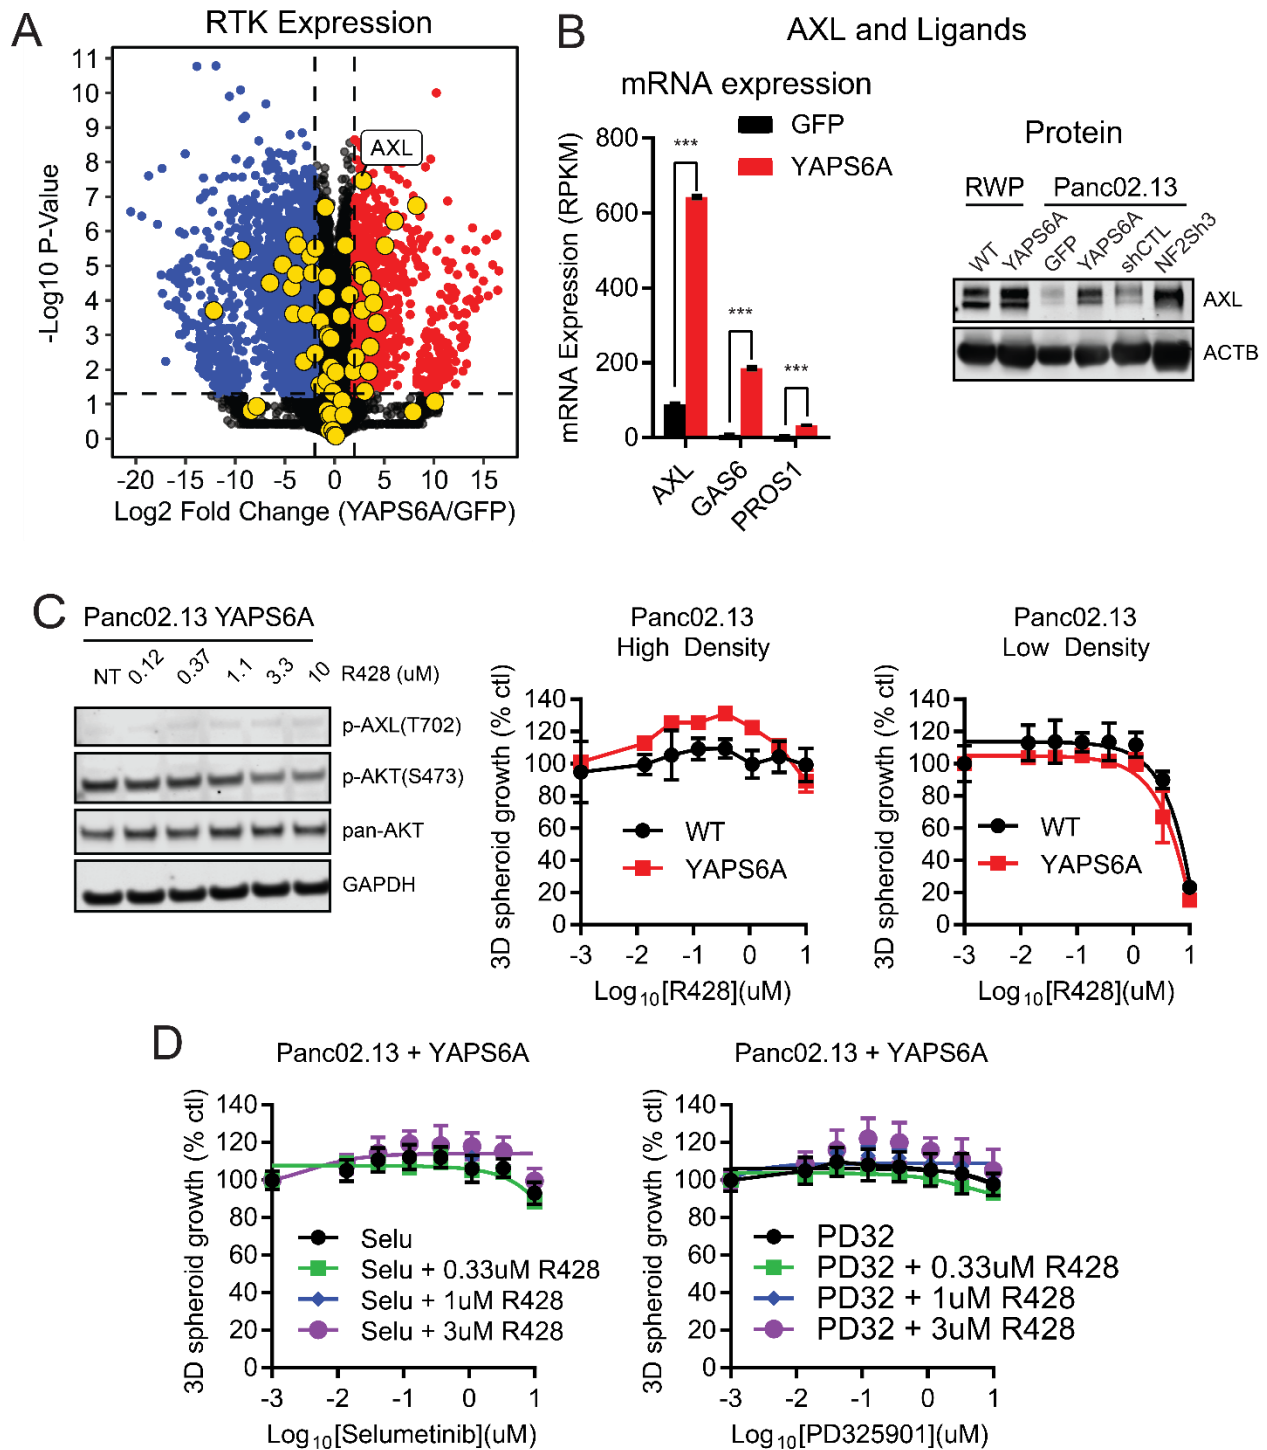 A
RTK Expression
-Log10 P-Value
11
10
9
8
7
6
5
4
3
2
1
0
AXL
-20 -15 -10 -5 0 5 10 15
Log2 Fold Change (YAPS6A/GFP)
B
AXL and Ligands
mRNA expression
GFP
YAPS6A
mRNA Expression (RPKM)
800
600
400
200
0
***
***
***
AXL
GAS6
PROS1
Protein
RWP Panc02.13
WT YAPS6A GFP YAPS6A shCTL NF2Sh3
AXL
ACTB
C
Panc02.13 YAPS6A
NT 0.12 0.37 1.1 3.3 10 R428 (uM)
p-AXL(T702)
p-AKT(S473)
pan-AKT
GAPDH
Panc02.13
High Density
3D spheroid growth (% ctl)
140
120
100
80
60
40
20
0
WT
YAPS6A
-3 -2 -1 0 1
Log10[R428](uM)
Panc02.13
Low Density
3D spheroid growth (% ctl)
140
120
100
80
60
40
20
0
WT
YAPS6A
-3 -2 -1 0 1
Log10[R428](uM)
D
Panc02.13 + YAPS6A
3D spheroid growth (% ctl)
140
120
100
80
60
40
20
0
Selu
Selu + 0.33uM R428
Selu + 1uM R428
Selu + 3uM R428
-3 -2 -1 0 1
Log10[Selumetinib](uM)
Panc02.13 + YAPS6A
3D spheroid growth (% ctl)
140
120
100
80
60
40
20
0
PD32
PD32 + 0.33uM R428
PD32 + 1uM R428
PD32 + 3uM R428
-3 -2 -1 0 1
Log10[PD325901](uM)